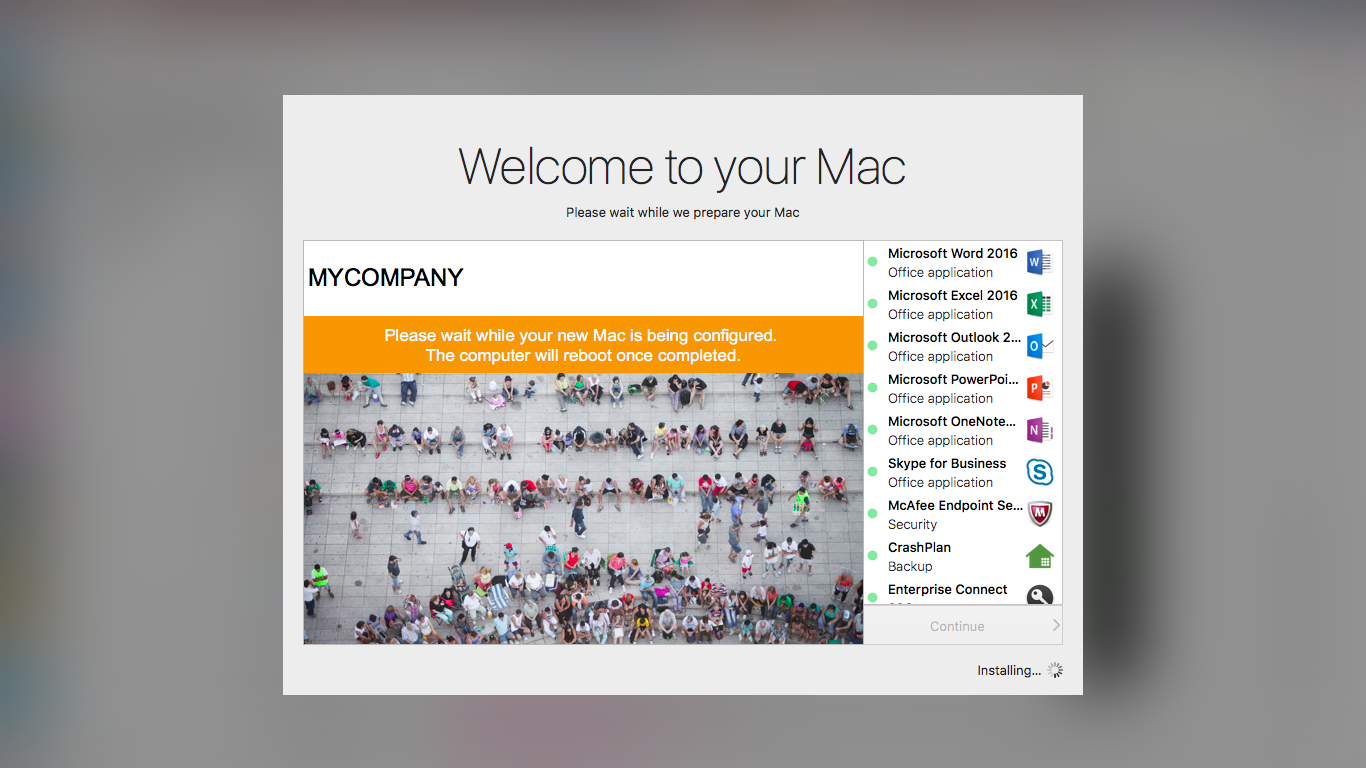 Welcome to your Mac
Please wait while we prepare your Mac
MYCOMPANY
Please wait while your new Mac is being configured.
The computer will reboot once completed.
Microsoft Word 2016
Office application
Microsoft Excel 2016
Office application
Microsoft Outlook 2...
Office application
Microsoft PowerPoi...
Office application
Microsoft OneNote...
Office application
Skype for Business
Office application
McAfee Endpoint Se...
Security
CrashPlan
Backup
Enterprise Connect
Continue
Installing...